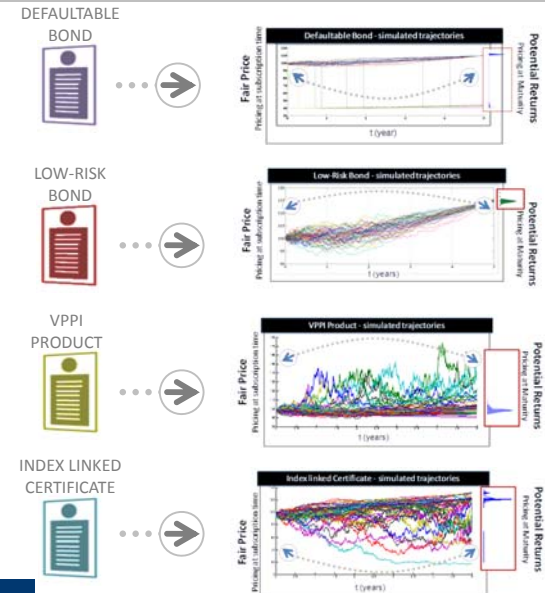 DEFAULTABLE
BOND
Defaultable Bond - simulated trajectories
Fair Price
Pricing at subscription time
t (year)
Potential Returns
Pricing at Maturity
LOW-RISK
BOND
Low-Risk Bond - simulated trajectories
Fair Price
Pricing at subscription time
t (years)
Potential Returns
Pricing at Maturity
VPPI
PRODUCT
VPPI Product - simulated trajectories
Fair Price
Pricing at subscription time
t (years)
Potential Returns
Pricing at Maturity
INDEX LINKED
CERTIFICATE
Index linked Certificate - simulated trajectories
Fair Price
Pricing at subscription time
t (years)
Potential Returns
Pricing at Maturity